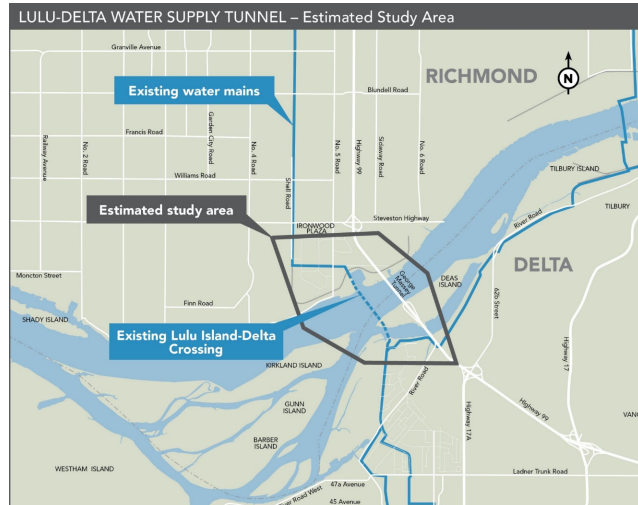 LULU-DELTA WATER SUPPLY TUNNEL – Estimated Study Area
Granville Avenue
RICHMOND
N
Existing water mains
Blundell Road
Railway Avenue
No. 2 Road
Garden City Road
No. 4 Road
Francis Road
Shell Road
No. 5 Road
Highway 99
Sidaway Road
No. 6 Road
Williams Road
TILBURY ISLAND
TILBURY
Estimated study area
IRONWOOD
PLAZA
Steveston Highway
River Road
DELTA
Moncton Street
George
Massey
Tunnel
DEAS
ISLAND
62b Street
Finn Road
SHADY ISLAND
Existing Lulu Island-Delta
Crossing
Highway 17
KIRKLAND ISLAND
River Road
GUNN
ISLAND
Highway 99
Highway 17A
VANC
BARBER
ISLAND
WESTHAM ISLAND
Ladner Trunk Road
47a Avenue
River Road West
45 Avenue